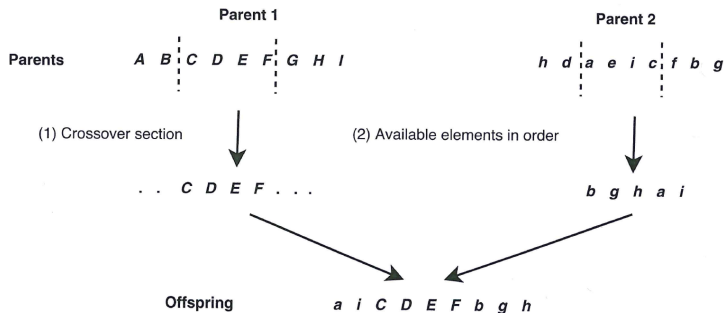 Parent 1
Parent 2
Parents A B C D E F G H I h d a e i c f b g
(1) Crossover section (2) Available elements in order
. . C D E F . . . b g h a i
Offspring a i C D E F b g h